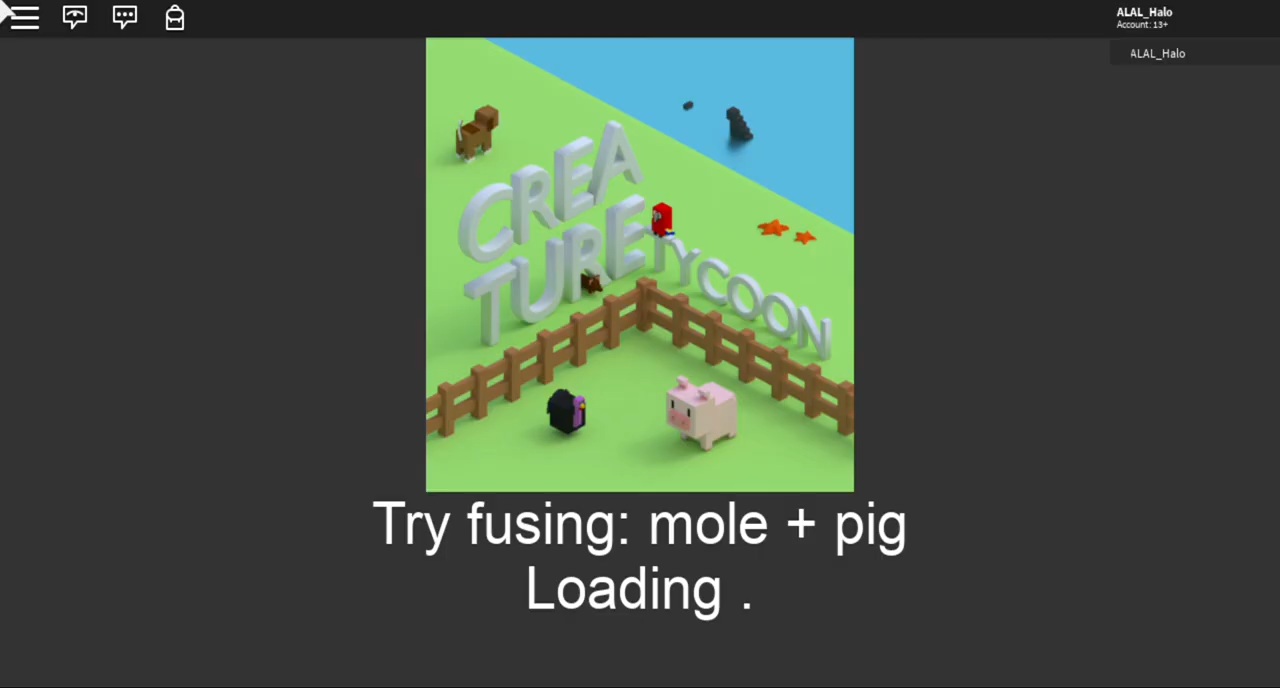 ALAL_Halo
Account: 13+
ALAL_Halo
CREA
TURE
TYCOON
Try fusing: mole + pig
Loading .